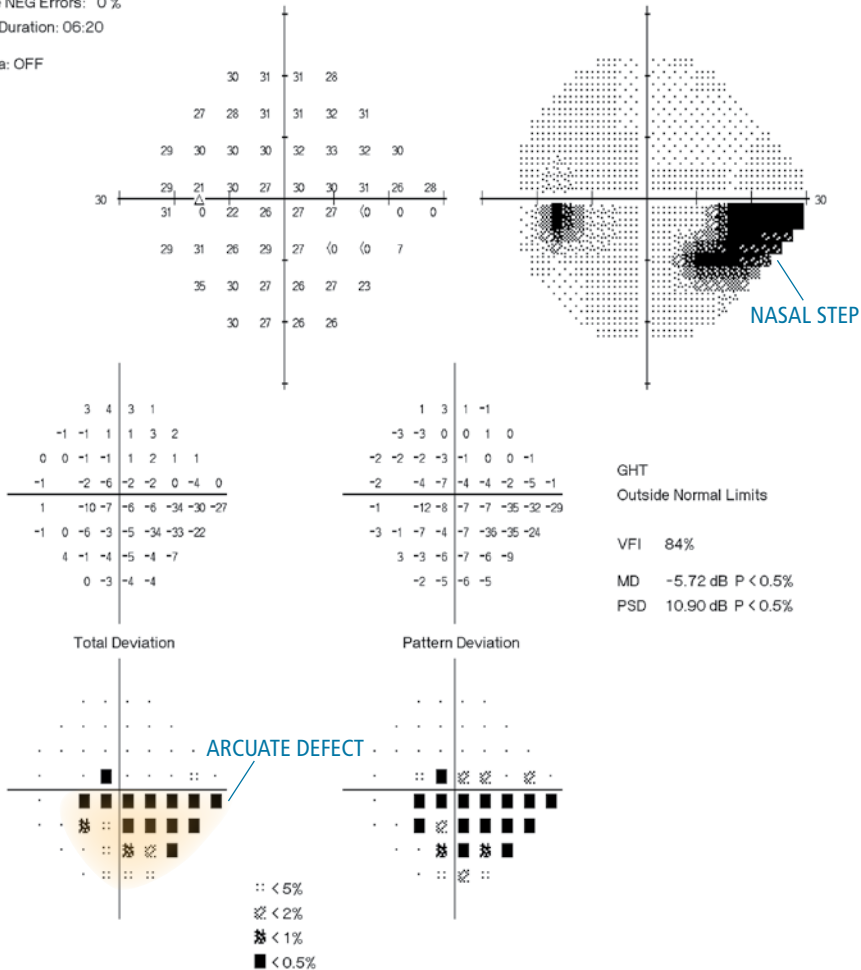 NEG Errors: 0 %
Duration: 06:20
a: OFF
30 31 31 28
27 28 31 31 32 31
29 30 30 30 32 33 32 30
29 21 30 27 30 30 31 26 28
30
30
31 0 22 26 27 27 <0 0 0
29 31 26 29 27 <0 <0 7
35 30 27 26 27 23
30 27 26 26
NASAL STEP
3 4 3 1
-1 -1 1 1 3 2
0 0 -1 -1 1 2 1 1
-1 -2 -6 -2 -2 0 -4 0
1 -10 -7 -6 -6 -34 -30 -27
-1 0 -6 -3 -5 -34 -33 -22
4 -1 -4 -5 -4 -7
0 -3 -4 -4
Total Deviation
1 3 1 -1
-3 -3 0 0 1 0
-2 -2 -2 -3 -1 0 0 -1
-2 -4 -7 -4 -4 -2 -5 -1
-1 -12 -8 -7 -7 -35 -32 -29
-3 -1 -7 -4 -7 -36 -35 -24
3 -3 -6 -7 -6 -9
-2 -5 -6 -5
Pattern Deviation
GHT
Outside Normal Limits
VFI 84%
MD -5.72 dB P < 0.5%
PSD 10.90 dB P < 0.5%
ARCUATE DEFECT
< 5%
< 2%
< 1%
< 0.5%